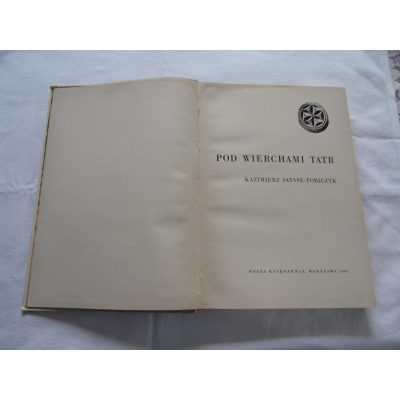 POD WIERCHAMI TATR
KAZIMIERZ SAYSSE-TOBICZYK
NASZA KSIĘGARNIA, WARSZAWA